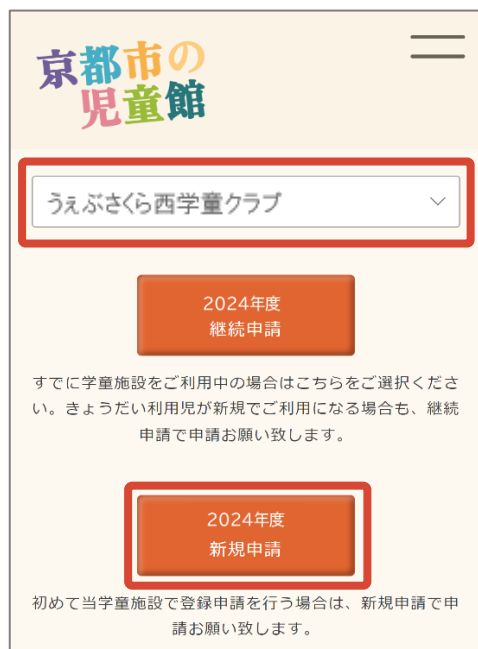 京都市の
児童館
うぇぶさくら西学童クラブ
2024年度
継続申請
すでに学童施設をご利用中の場合はこちらをご選択くださ
い。きょうだい利用児が新規でご利用になる場合も、継続
申請で申請お願い致します。
2024年度
新規申請
初めて当学童施設で登録申請を行う場合は、新規申請で申
請お願い致します。